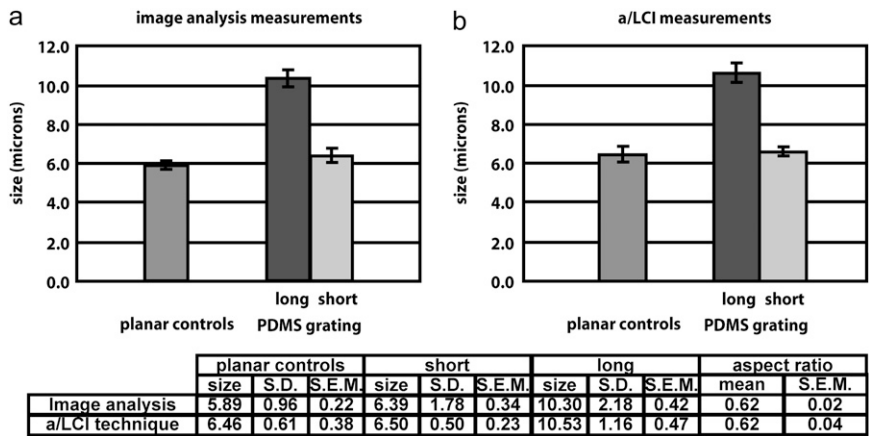 a
image analysis measurements
size (microns)
12.0
10.0
8.0
6.0
4.0
2.0
0.0
long short
planar controls PDMS grating
b
a/LCI measurements
size (microns)
12.0
10.0
8.0
6.0
4.0
2.0
0.0
long short
planar controls PDMS grating
planar controls short long aspect ratio
size S.D. S.E.M. size S.D. S.E.M. size S.D. S.E.M. mean S.E.M.
Image analysis 5.89 0.96 0.22 6.39 1.78 0.34 10.30 2.18 0.42 0.62 0.02
a/LCI technique 6.46 0.61 0.38 6.50 0.50 0.23 10.53 1.16 0.47 0.62 0.04